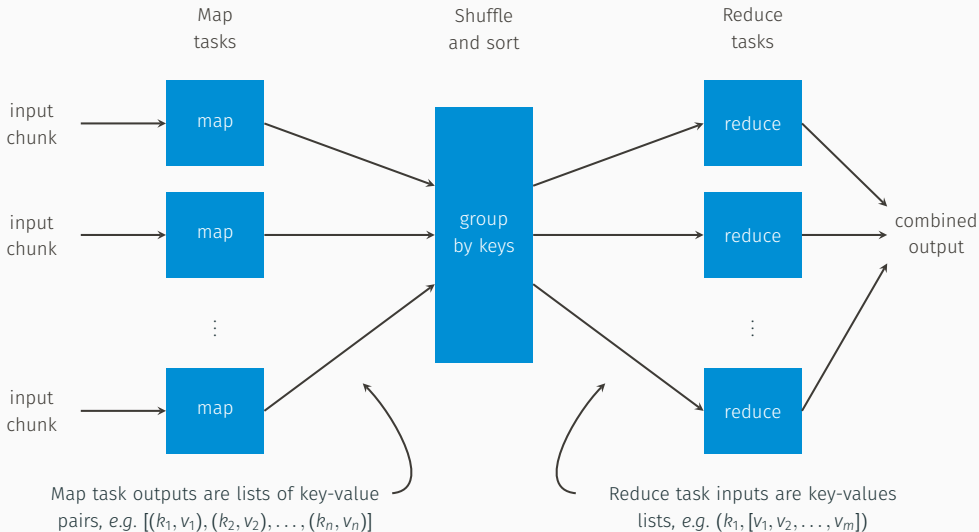 Map
tasks
Shuffle
and sort
Reduce
tasks
input
chunk
map
reduce
input
chunk
map
group
by keys
reduce
combined
output
⋮
⋮
input
chunk
map
reduce
Map task outputs are lists of key-value
pairs, e.g. [(k₁, v₁), (k₂, v₂), . . . , (kₙ, vₙ)]
Reduce task inputs are key-values
lists, e.g. (k₁, [v₁, v₂, . . . , vₘ])